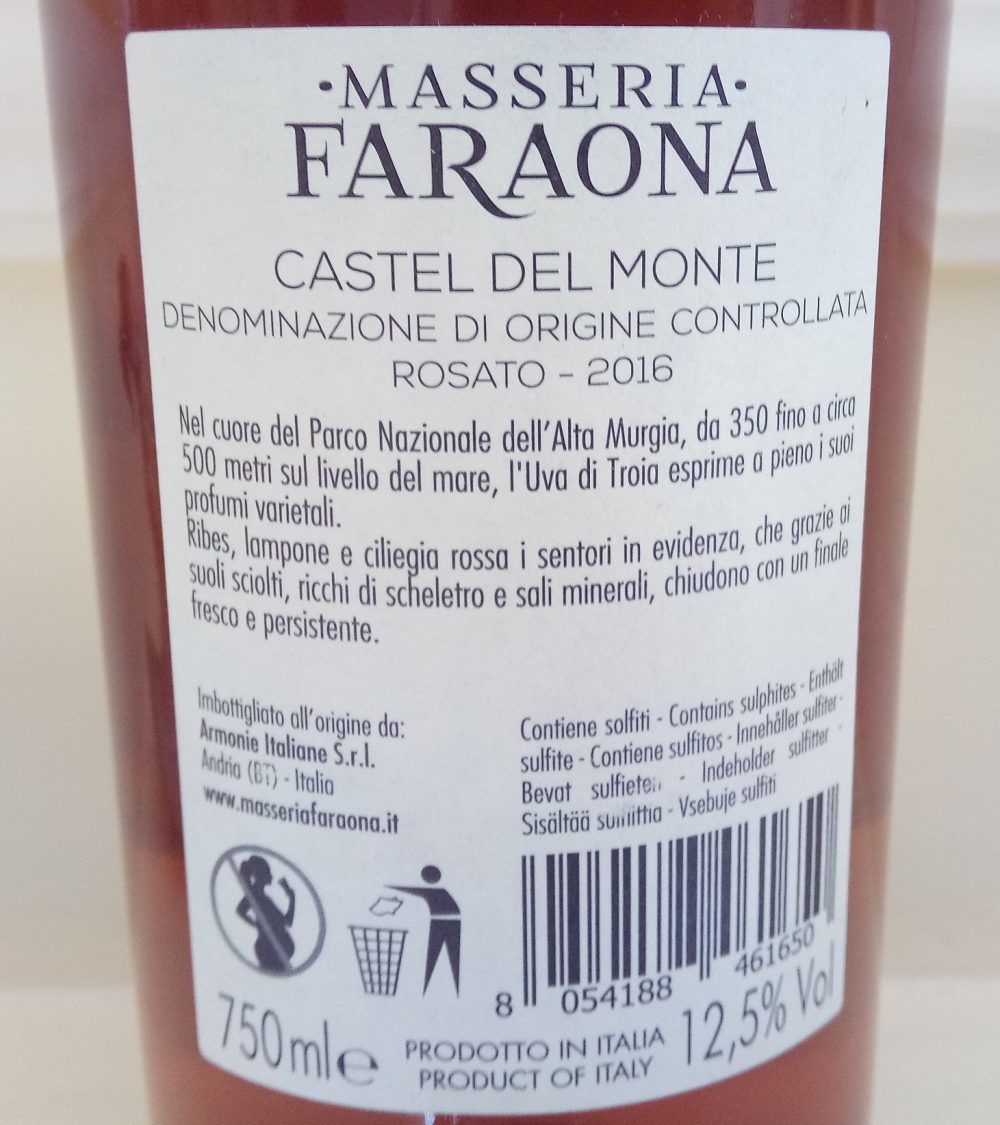 ·MASSERIA·
FARAONA
CASTEL DEL MONTE
DENOMINAZIONE DI ORIGINE CONTROLLATA
ROSATO - 2016
Nel cuore del Parco Nazionale dell'Alta Murgia, da 350 fino a circa
500 metri sul livello del mare, l'Uva di Troia esprime a pieno i suoi
profumi varietali.
Ribes, lampone e ciliegia rossa i sentori in evidenza, che grazie ai
suoli sciolti, ricchi di scheletro e sali minerali, chiudono con un finale
fresco e persistente.
Imbottigliato all'origine da:
Armonie Italiane S.r.l.
Andria (BT) - Italia
www.masseriafaraona.it
Contiene solfiti - Contains sulphites - Enthält
sulfite - Contiene sulfitos - Innehåller sulfiter -
Bevat - Indeholder sulfitter -
Sisältää - Vsebuje sulfiti
8 054188 461650
750ml e
PRODOTTO IN ITALIA
PRODUCT OF ITALY
12,5% Vol